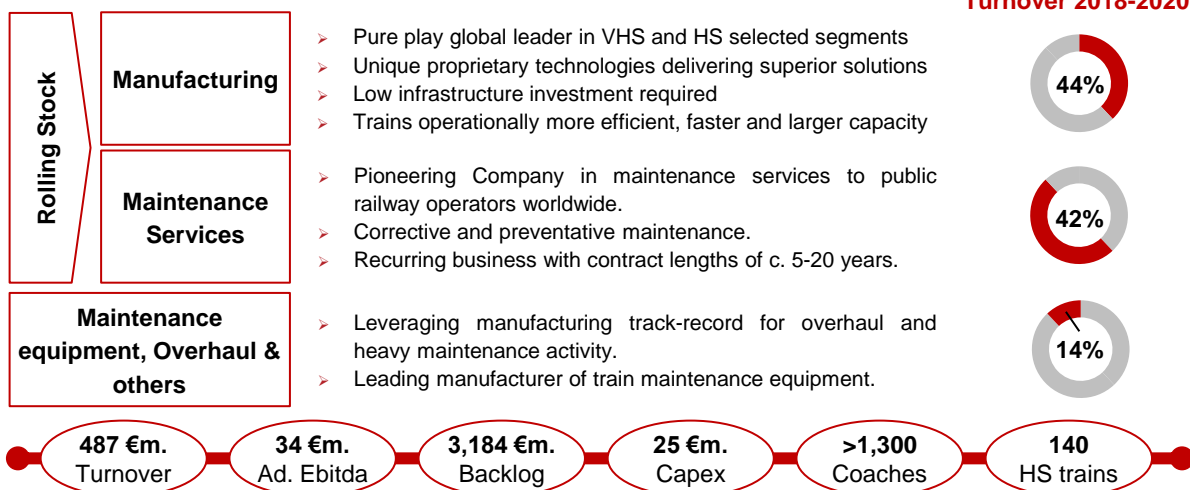 Turnover 2018-2020
Rolling Stock
Manufacturing
➢ Pure play global leader in VHS and HS selected segments
➢ Unique proprietary technologies delivering superior solutions
➢ Low infrastructure investment required
➢ Trains operationally more efficient, faster and larger capacity
44%
Maintenance
Services
➢ Pioneering Company in maintenance services to public
railway operators worldwide.
➢ Corrective and preventative maintenance.
➢ Recurring business with contract lengths of c. 5-20 years.
42%
Maintenance
equipment, Overhaul &
others
➢ Leveraging manufacturing track-record for overhaul and
heavy maintenance activity.
➢ Leading manufacturer of train maintenance equipment.
14%
487 €m.
Turnover
34 €m.
Ad. Ebitda
3,184 €m.
Backlog
25 €m.
Capex
>1,300
Coaches
140
HS trains